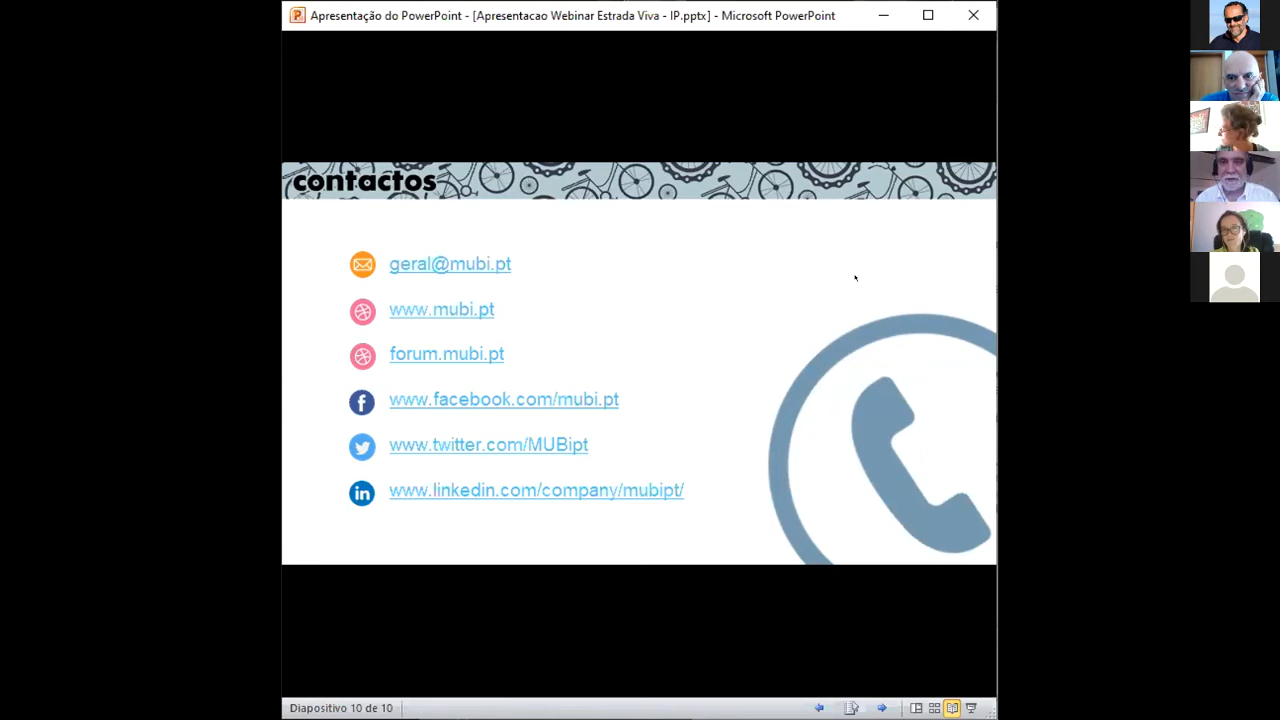 Apresentação do PowerPoint - [Apresentacao Webinar Estrada Viva - IP.pptx] - Microsoft PowerPoint
contactos
geral@mubi.pt
www.mubi.pt
forum.mubi.pt
www.facebook.com/mubi.pt
www.twitter.com/MUBipt
www.linkedin.com/company/mubipt/
Diapositivo 10 de 10